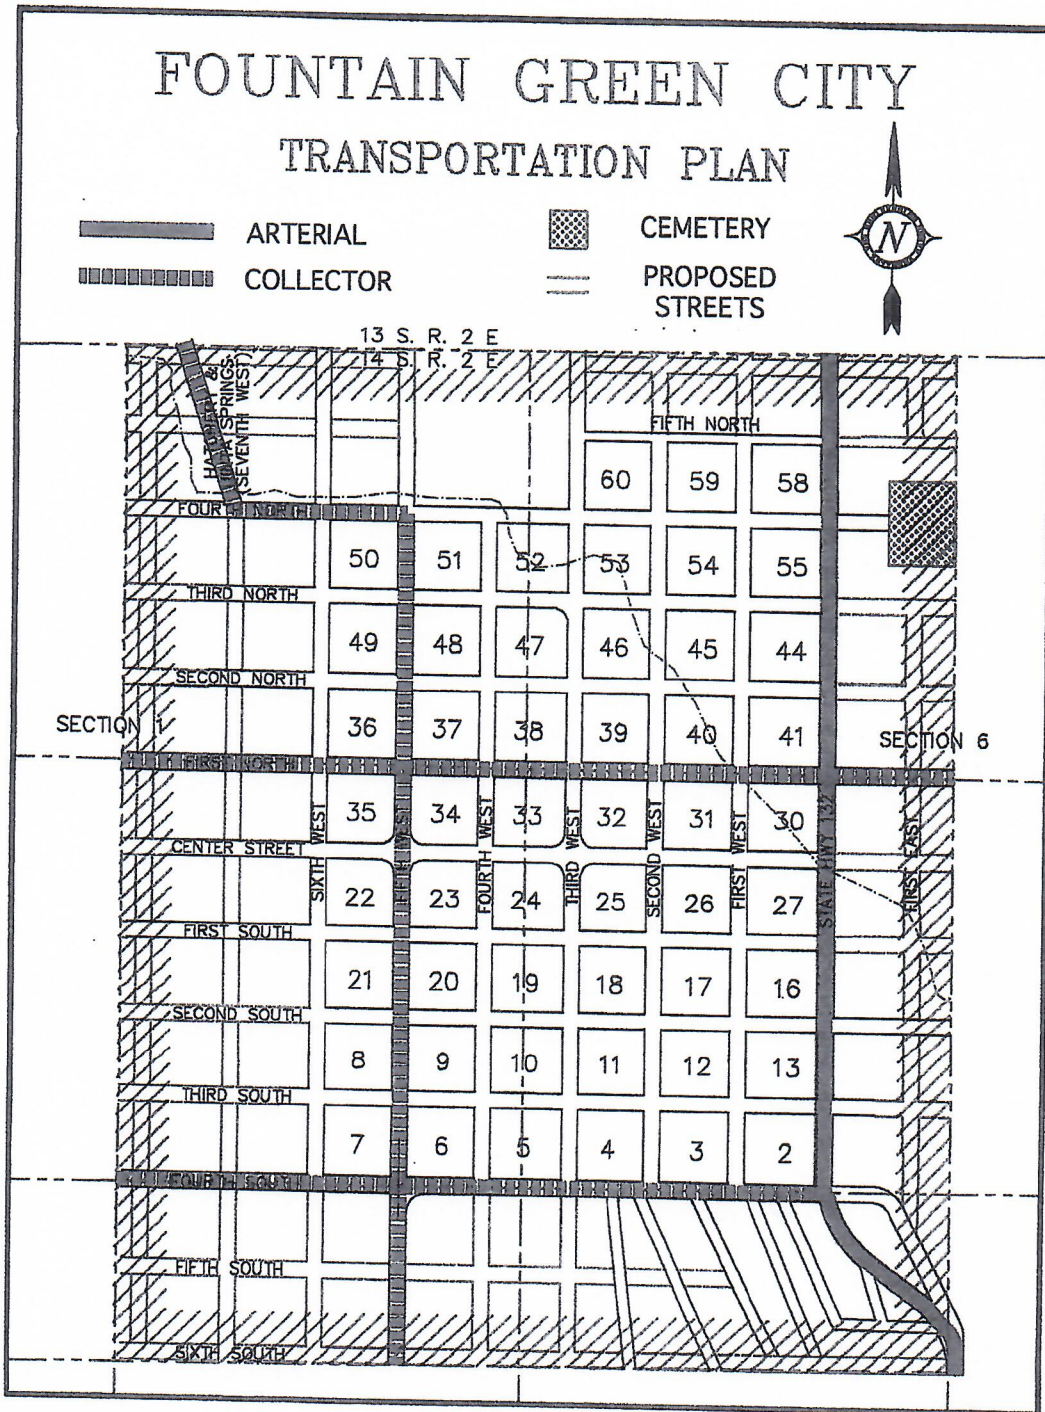 FOUNTAIN GREEN CITY
TRANSPORTATION PLAN
ARTERIAL
COLLECTOR
CEMETERY
PROPOSED
STREETS
N
13 S. R. 2 E
14 S. R. 2 E
SPRINGS
(SEVENTH WEST)
FIFTH NORTH
60 59 58
FOURTH NORTH
50 51 52 53 54 55
THIRD NORTH
49 48 47 46 45 44
SECOND NORTH
SECTION 1
36 37 38 39 40 41
SECTION 6
FIRST NORTH
35 34 33 32 31 30
CENTER STREET
SIXTH WEST
FIFTH WEST
FOURTH WEST
THIRD WEST
SECOND WEST
FIRST WEST
STATE HWY 132
FIRST EAST
22 23 24 25 26 27
FIRST SOUTH
21 20 19 18 17 16
SECOND SOUTH
8 9 10 11 12 13
THIRD SOUTH
7 6 5 4 3 2
FOURTH SOUTH
FIFTH SOUTH
SIXTH SOUTH